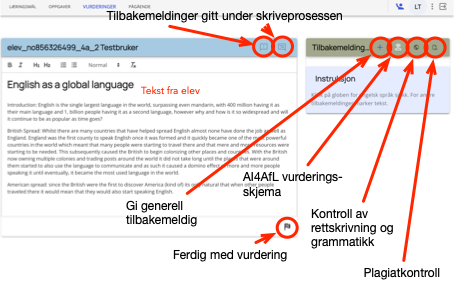 LÆRINGSMÅL OPPGAVER VURDERINGER PÅGÅENDE LT
Tilbakemeldinger gitt under skriveprosessen
elev_no856326499_4a_2 Testbruker
Tilbakemelding...
Normal
English as a global language
Tekst fra elev
Instruksjon
Introduction: English is the single largest language in the world, surpassing even mandarin, with 400 million having it as
their main language and 1, billion people having it as a second language, however why and how is it so widespread and will
it continue to be as popular as time goes?
British Spread: Whilst there are many countries that have helped spread English almost none have done the job as well as
England. England was the first county to speak English once it was formed and it quickly became one of the most powerful
countries in the world which meant that many people were starting to travel there and that more and more resources were
starting to be needed. This subsequently caused the British to begin colonizing other places and countries. With the British
now owning multiple colonies and trading posts around the world it did not take long until the places that were around
them started to also use the language to communicate and as such it caused a domino effect of more and more people
speaking it until eventually, it became the most used language in the world.
American spread: since the British were the first to discover America (kind of) its only natural that when other people
traveled there it would mean that they would also start speaking English.
AI4AfL vurderings-
skjema
Gi generell
tilbakemeldig
Kontroll av
rettskrivning og
grammatikk
Ferdig med vurdering
Plagiatkontroll